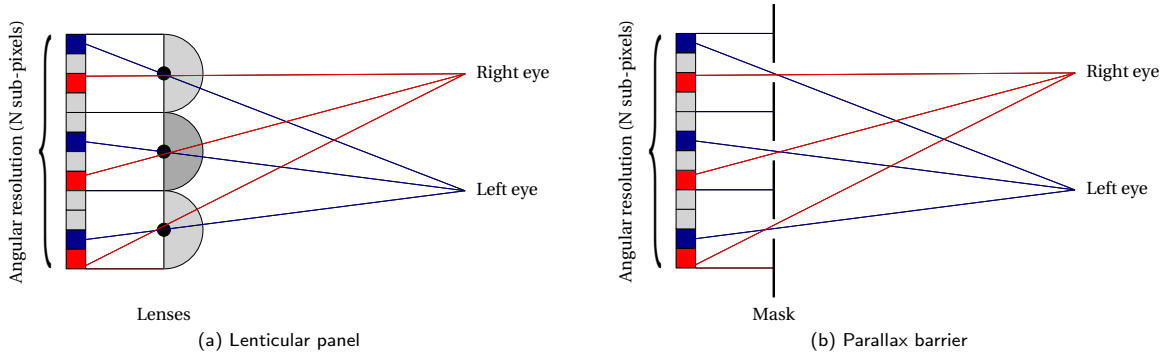 Angular resolution (N sub-pixels)
Right eye
Left eye
Lenses
(a) Lenticular panel
Angular resolution (N sub-pixels)
Right eye
Left eye
Mask
(b) Parallax barrier